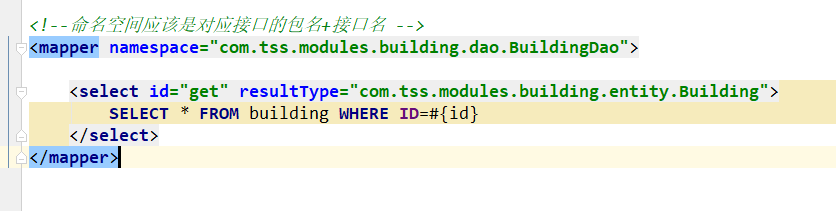 <!--命名空间应该是对应接口的包名+接口名 -->
<mapper namespace="com.tss.modules.building.dao.BuildingDao">
<select id="get" resultType="com.tss.modules.building.entity.Building">
SELECT * FROM building WHERE ID=#{id}
</select>
</mapper>